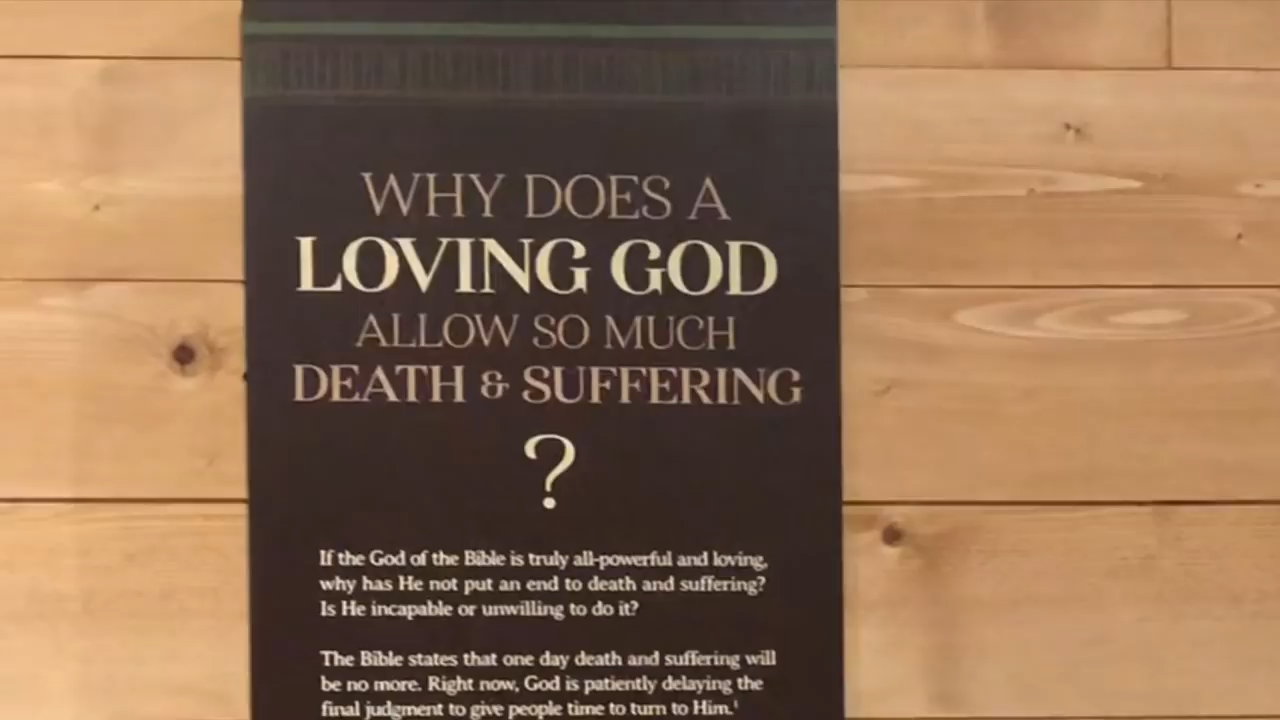 WHY DOES A
LOVING GOD
ALLOW SO MUCH
DEATH & SUFFERING
?
If the God of the Bible is truly all-powerful and loving,
why has He not put an end to death and suffering?
Is He incapable or unwilling to do it?
The Bible states that one day death and suffering will
be no more. Right now, God is patiently delaying the
final judgment to give people time to turn to Him.¹